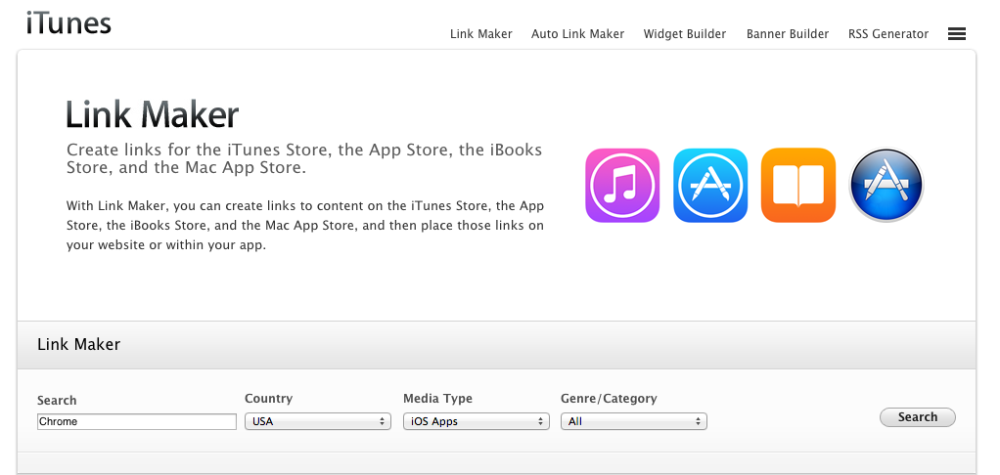 iTunes
Link Maker Auto Link Maker Widget Builder Banner Builder RSS Generator
Link Maker
Create links for the iTunes Store, the App Store, the iBooks
Store, and the Mac App Store.
With Link Maker, you can create links to content on the iTunes Store, the App
Store, the iBooks Store, and the Mac App Store, and then place those links on
your website or within your app.
Link Maker
Search Country Media Type Genre/Category
Chrome USA iOS Apps All Search